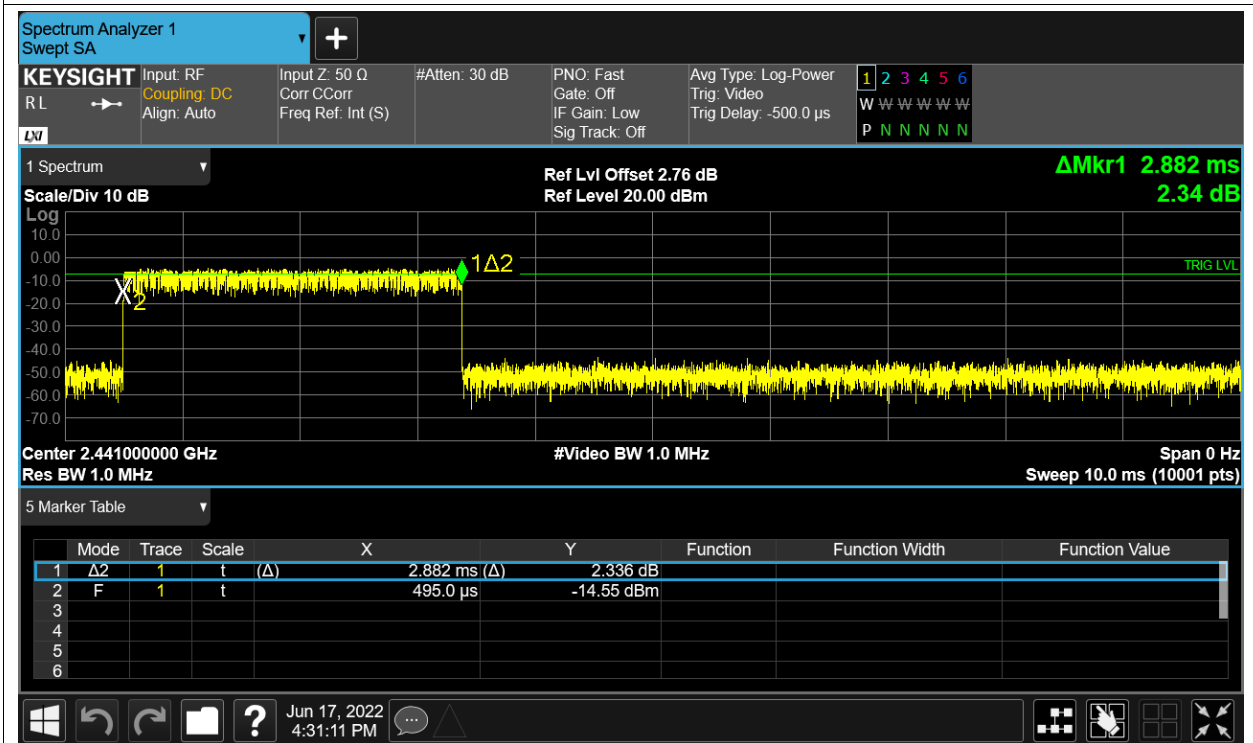 Spectrum Analyzer 1
Swept SA
KEYSIGHT Input: RF Input Z: 50 Ω #Atten: 30 dB PNO: Fast Avg Type: Log-Power 1 2 3 4 5 6
R L Coupling: DC Corr CCorr Gate: Off Trig: Video W W W W W W
Align: Auto Freq Ref: Int (S) IF Gain: Low Trig Delay: -500.0 µs P N N N N N
LXI Sig Track: Off
1 Spectrum Ref Lvl Offset 2.76 dB ΔMkr1 2.882 ms
Scale/Div 10 dB Ref Level 20.00 dBm 2.34 dB
Log
10.0
0.00
-10.0
-20.0
-30.0
-40.0
-50.0
-60.0
-70.0
1Δ2
TRIG LVL
2
Center 2.441000000 GHz #Video BW 1.0 MHz Span 0 Hz
Res BW 1.0 MHz Sweep 10.0 ms (10001 pts)
5 Marker Table
Mode Trace Scale X Y Function Function Width Function Value
1 Δ2 1 t (Δ) 2.882 ms (Δ) 2.336 dB
2 F 1 t 495.0 µs -14.55 dBm
3
4
5
6
? Jun 17, 2022
4:31:11 PM